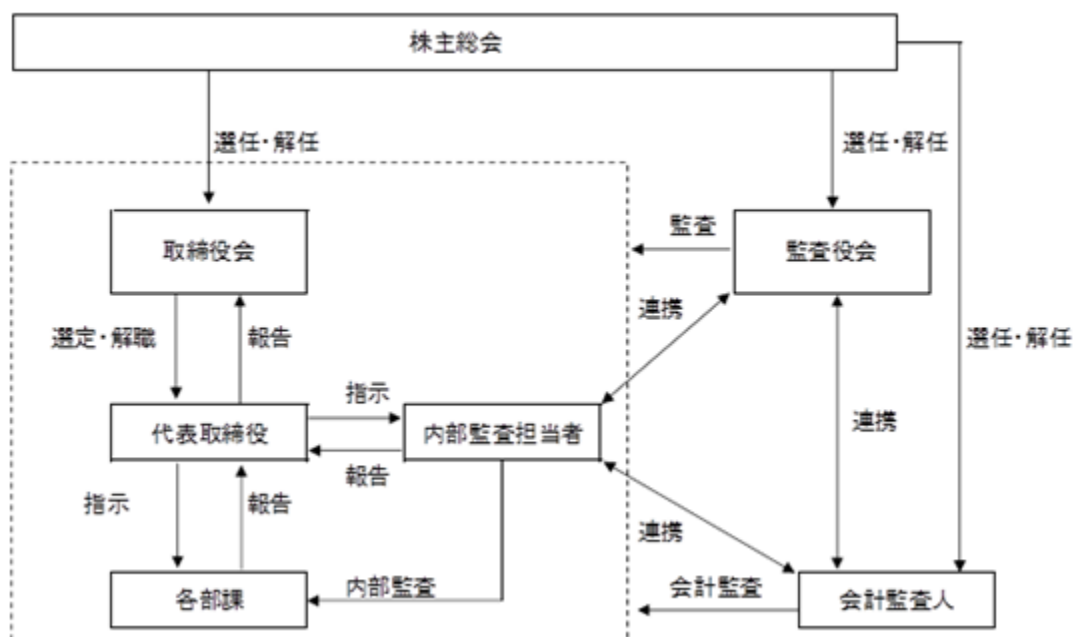 株主総会
選任・解任
選任・解任
取締役会
監査
監査役会
連携
選定・解職
報告
選任・解任
指示
代表取締役
内部監査担当者
連携
報告
指示
報告
連携
内部監査
会計監査
各部課
会計監査人